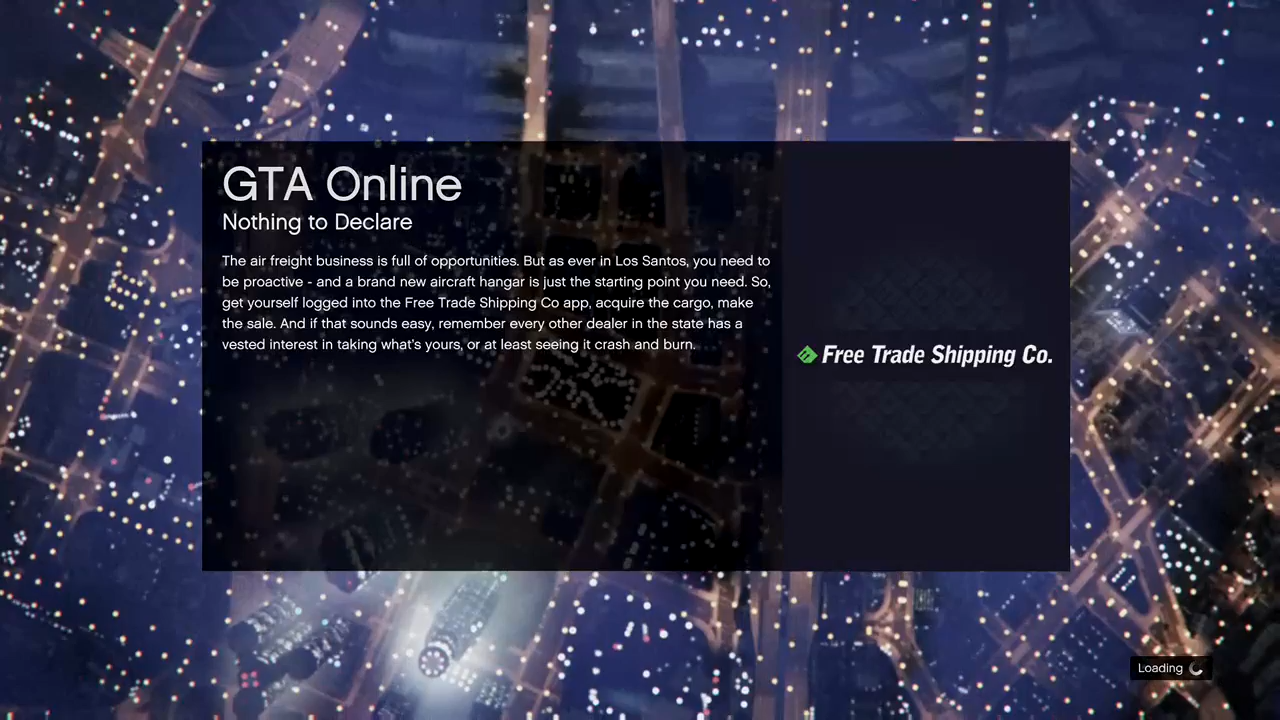 GTA Online
Nothing to Declare
The air freight business is full of opportunities. But as ever in Los Santos, you need to
be proactive - and a brand new aircraft hangar is just the starting point you need. So,
get yourself logged into the Free Trade Shipping Co app, acquire the cargo, make
the sale. And if that sounds easy, remember every other dealer in the state has a
vested interest in taking what's yours, or at least seeing it crash and burn.
Free Trade Shipping Co.
Loading